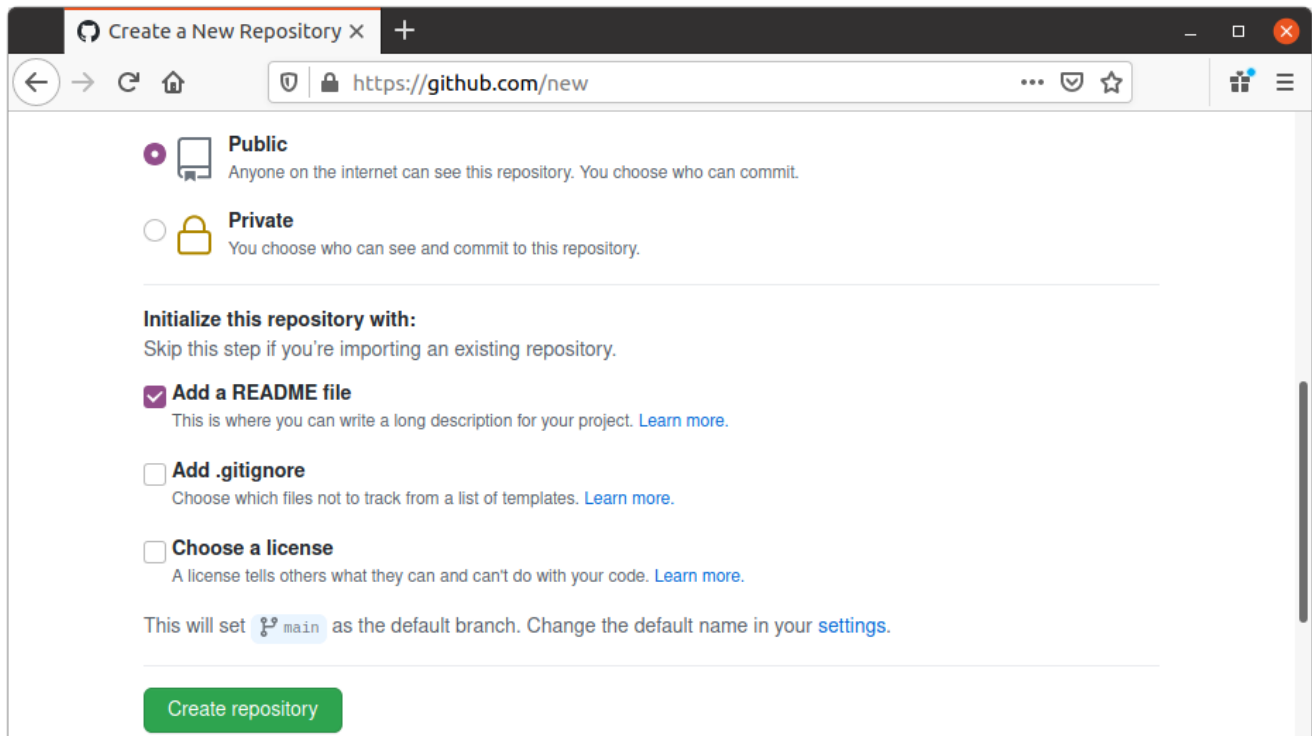 Create a New Repository
https://github.com/new
Public
Anyone on the internet can see this repository. You choose who can commit.
Private
You choose who can see and commit to this repository.
Initialize this repository with:
Skip this step if you're importing an existing repository.
Add a README file
This is where you can write a long description for your project. Learn more.
Add .gitignore
Choose which files not to track from a list of templates. Learn more.
Choose a license
A license tells others what they can and can't do with your code. Learn more.
This will set main as the default branch. Change the default name in your settings.
Create repository